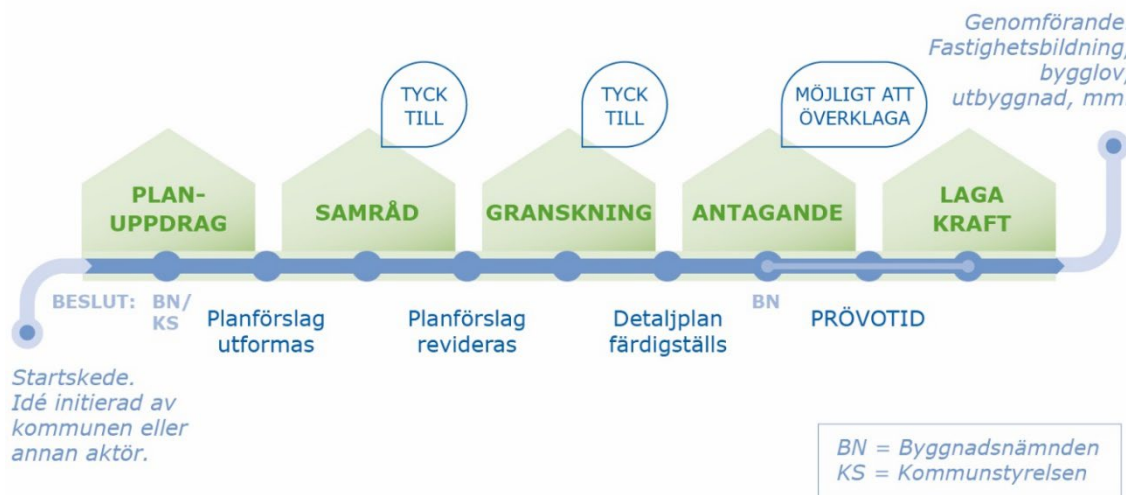 Genomförande.
Fastighetsbildning,
bygglov,
utbyggnad, mm
TYCK
TILL
TYCK
TILL
MÖJLIGT ATT
ÖVERKLAGA
PLAN-
UPPDRAG
SAMRÅD
GRANSKNING
ANTAGANDE
LAGA
KRAFT
BESLUT:
BN/
KS
BN
Planförslag
utformas
Planförslag
revideras
Detaljplan
färdigställs
PRÖVOTID
Startskede.
Idé initierad av
kommunen eller
annan aktör.
BN = Byggnadsnämnden
KS = Kommunstyrelsen